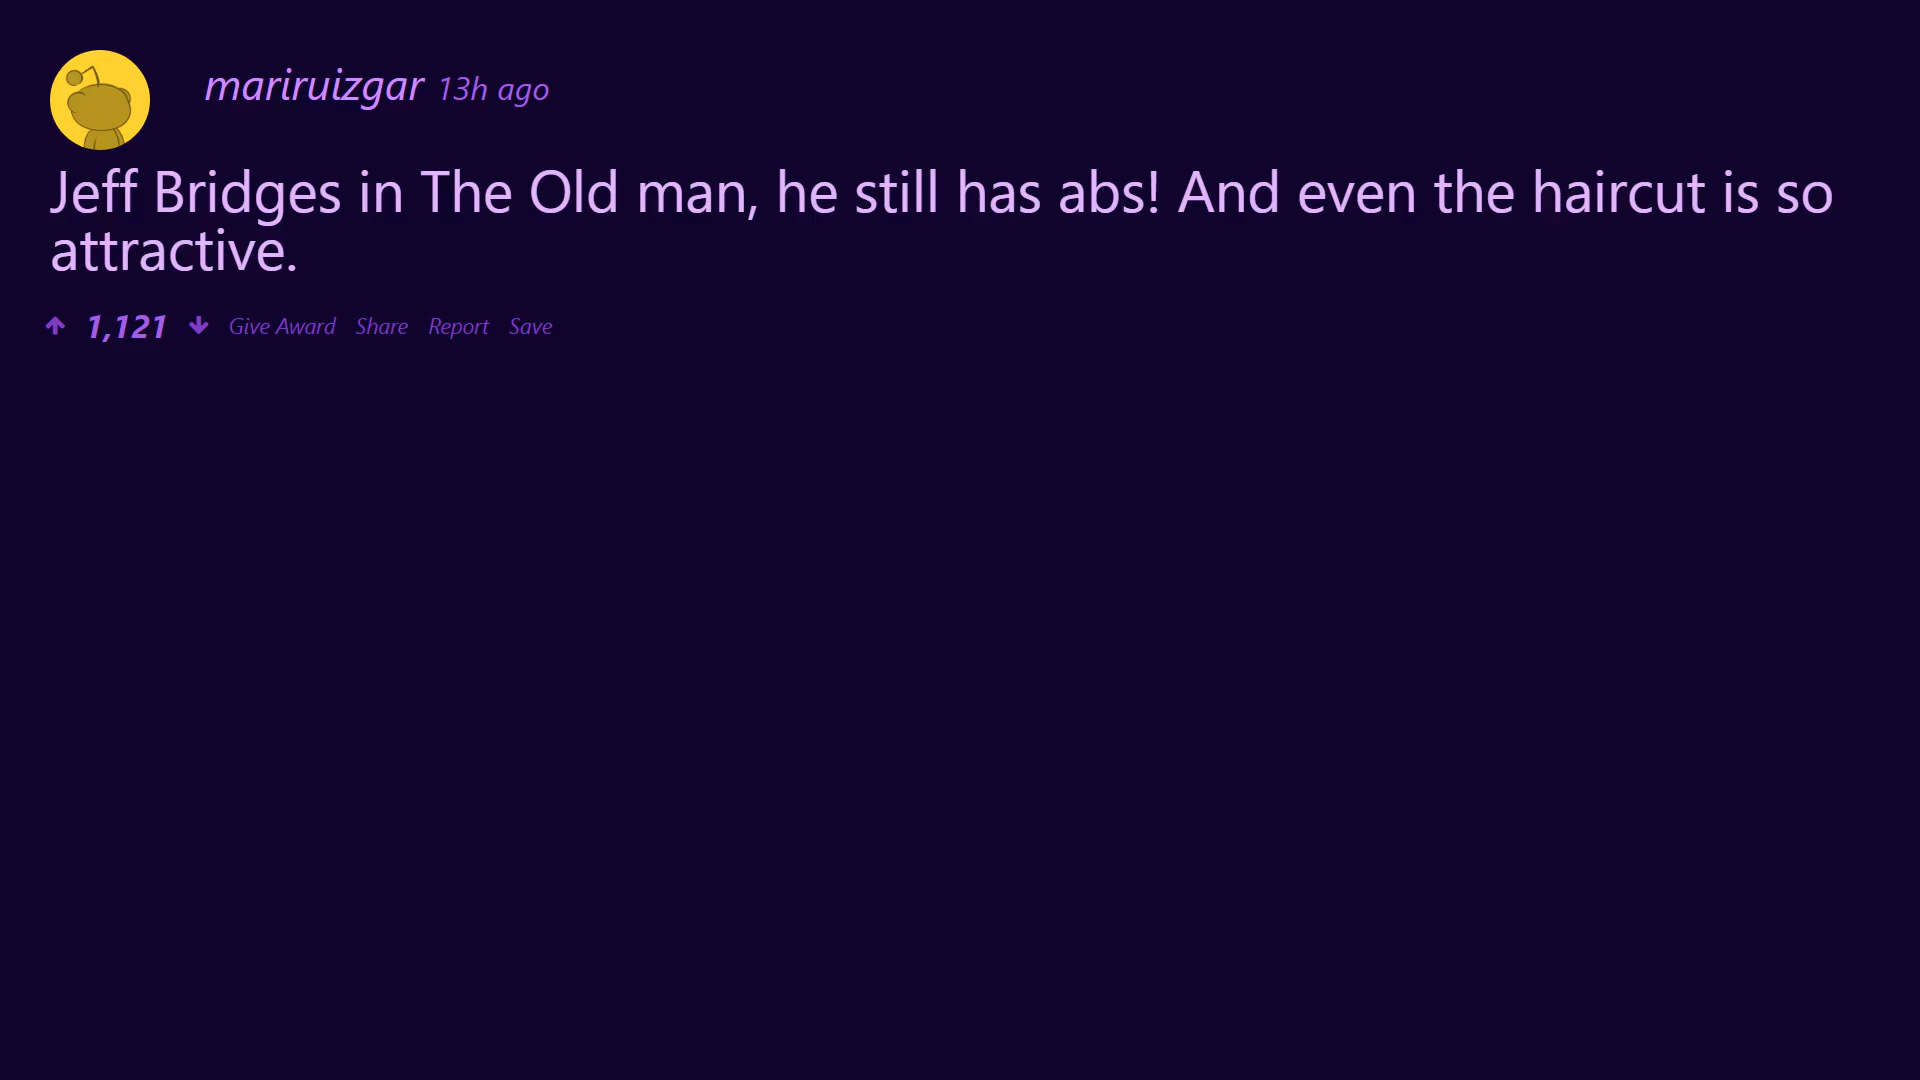 mariruizgar 13h ago
Jeff Bridges in The Old man, he still has abs! And even the haircut is so
attractive.
1,121 Give Award Share Report Save